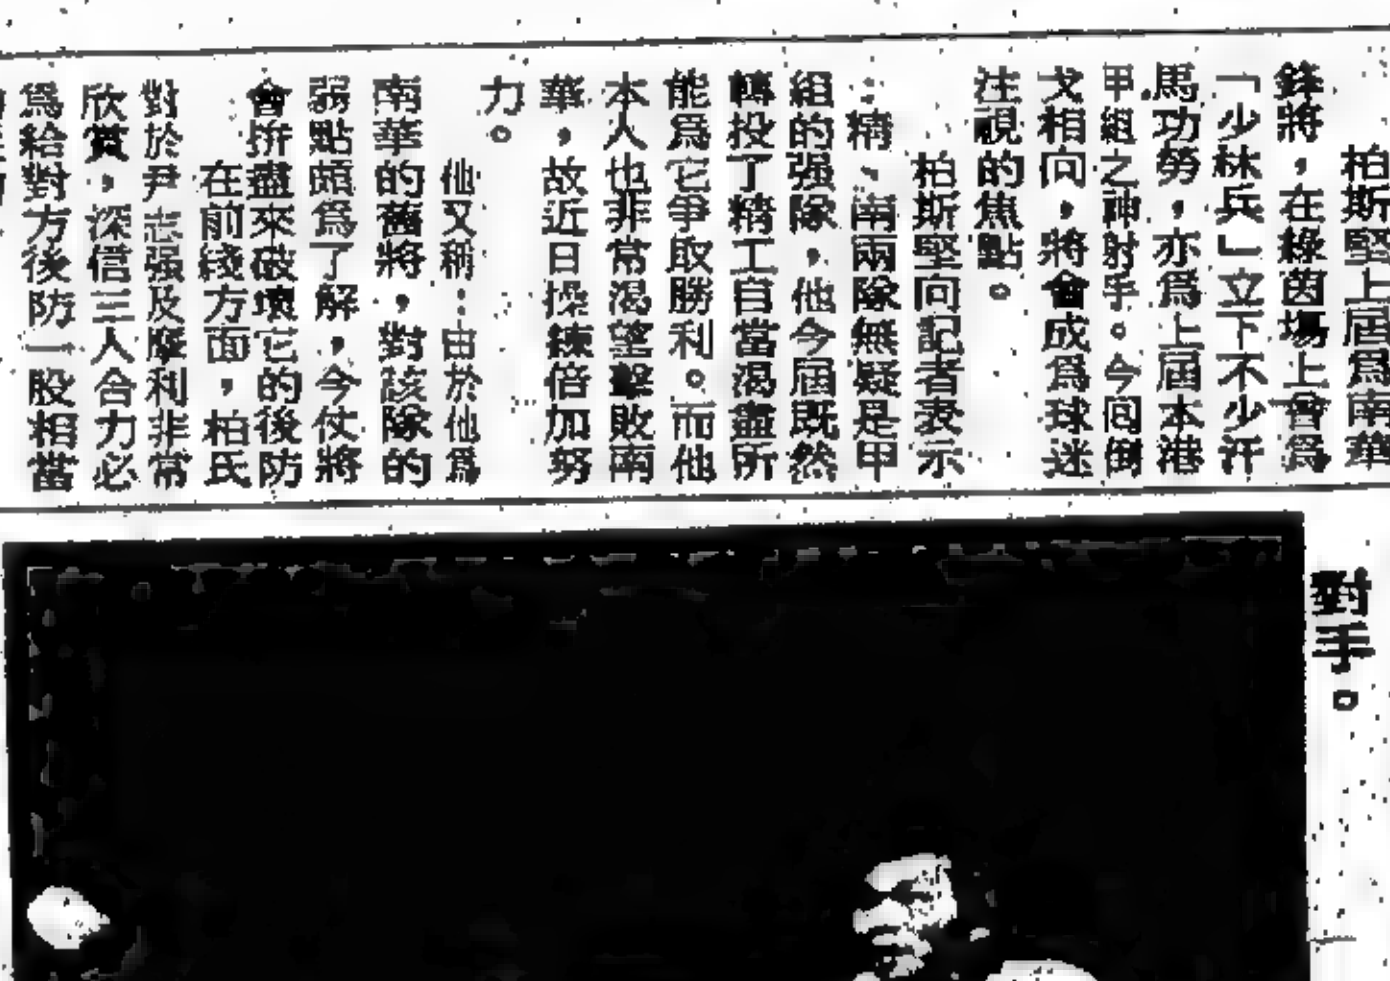 柏斯堅上屆爲南華
鋒將，在綠茵場上會爲
「少林兵」立下不少汗
馬功勞，亦爲上屆本港
甲組之神射手。今囘倒
戈相向，將會成爲球迷
注視的焦點。
柏斯堅向記者表示
：精、南兩隊無疑是甲
組的强隊，他今屆既然
轉投了精工自當渴盡所
能爲它爭取勝利。而他
本人也非常渴望擊敗南
華，故近日操練倍加努
力。
他又稱：由於他爲
南華的舊將，對該隊的
弱點頗爲了解，今仗將
會拚盡來破壞它的後防
在前綫方面，柏氏
對於尹志强及摩利非常
欣賞，深信三人合力必
爲給對方後防一股相當
對手。